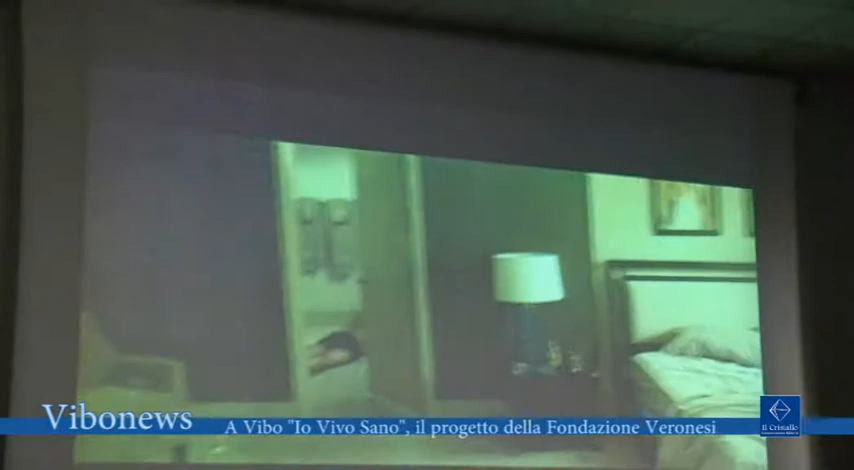 Vibonews
A Vibo "Io Vivo Sano", il progetto della Fondazione Veronesi
Il Cristallo